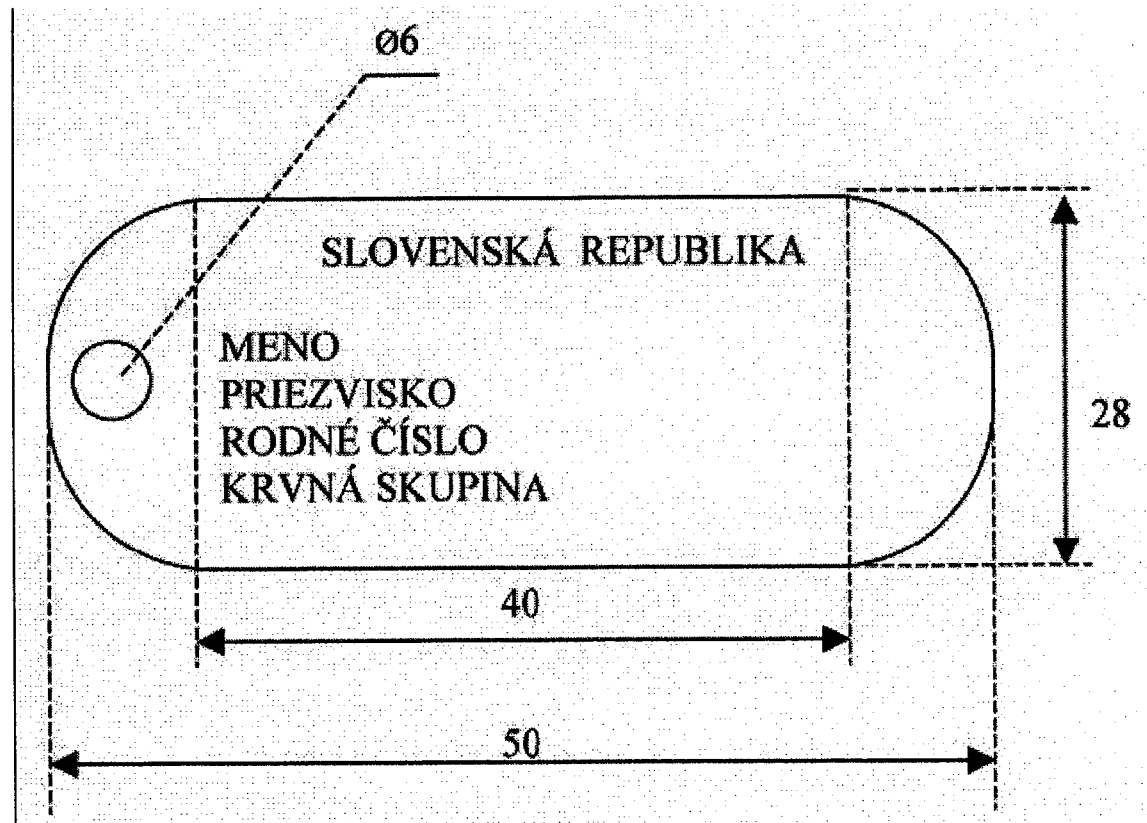 ø6
SLOVENSKÁ REPUBLIKA
MENO
PRIEZVISKO
RODNÉ ČÍSLO
KRVNÁ SKUPINA
28
40
50